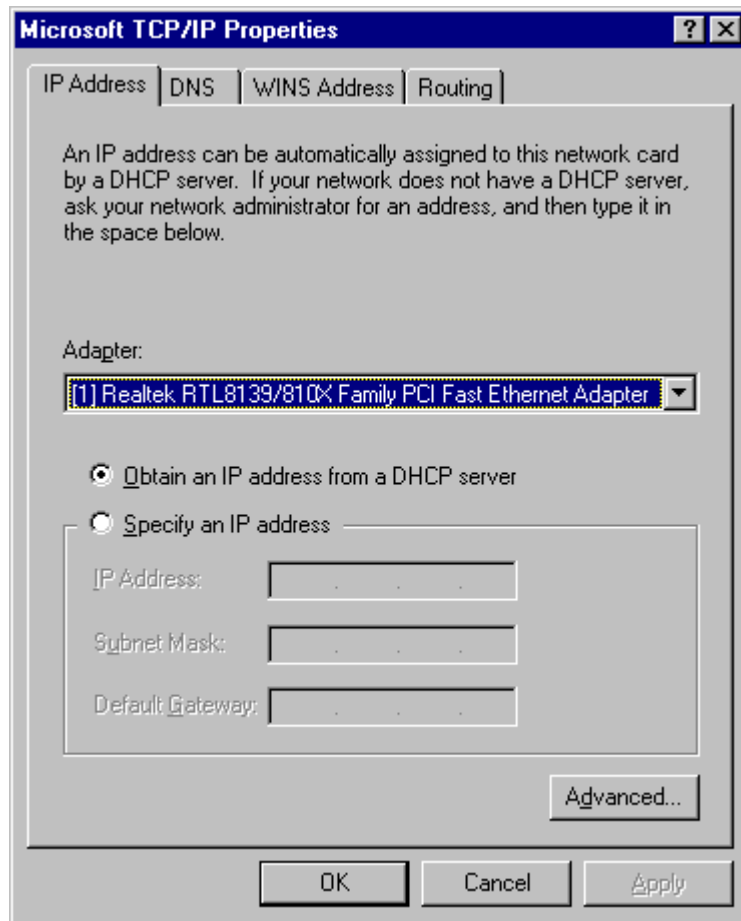 Microsoft TCP/IP Properties
IP Address DNS WINS Address Routing
An IP address can be automatically assigned to this network card
by a DHCP server.  If your network does not have a DHCP server,
ask your network administrator for an address, and then type it in
the space below.
Adapter:
[1] Realtek RTL8139/810X Family PCI Fast Ethernet Adapter
Obtain an IP address from a DHCP server
Specify an IP address
IP Address:
Subnet Mask:
Default Gateway:
Advanced...
OK Cancel Apply